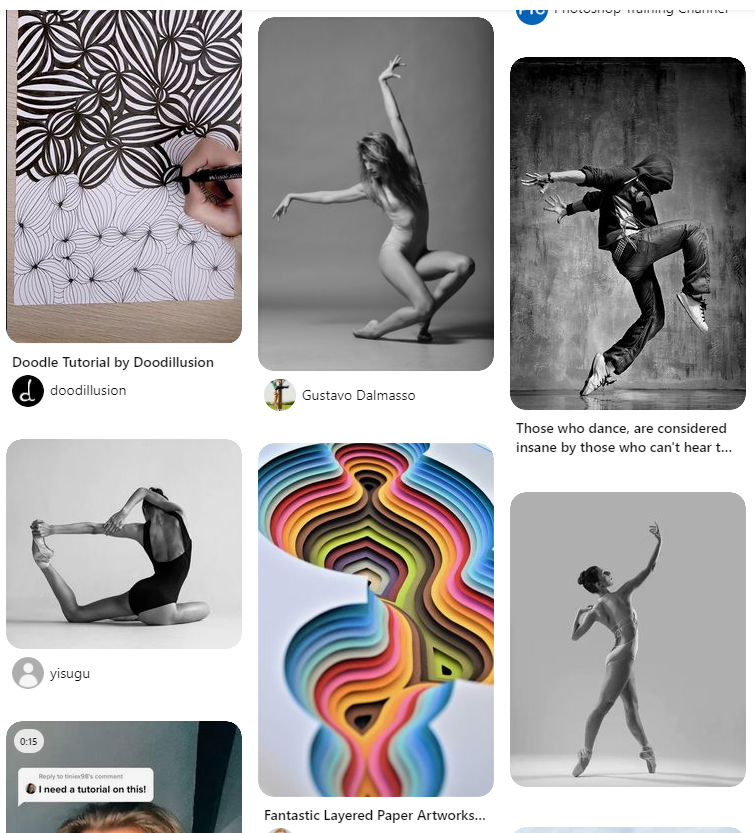 Photoshop Training Channel
Doodle Tutorial by Doodillusion
doodillusion
Gustavo Dalmasso
Those who dance, are considered
insane by those who can't hear t...
yisugu
0:15
Reply to tiniex98's comment
I need a tutorial on this!
Fantastic Layered Paper Artworks...